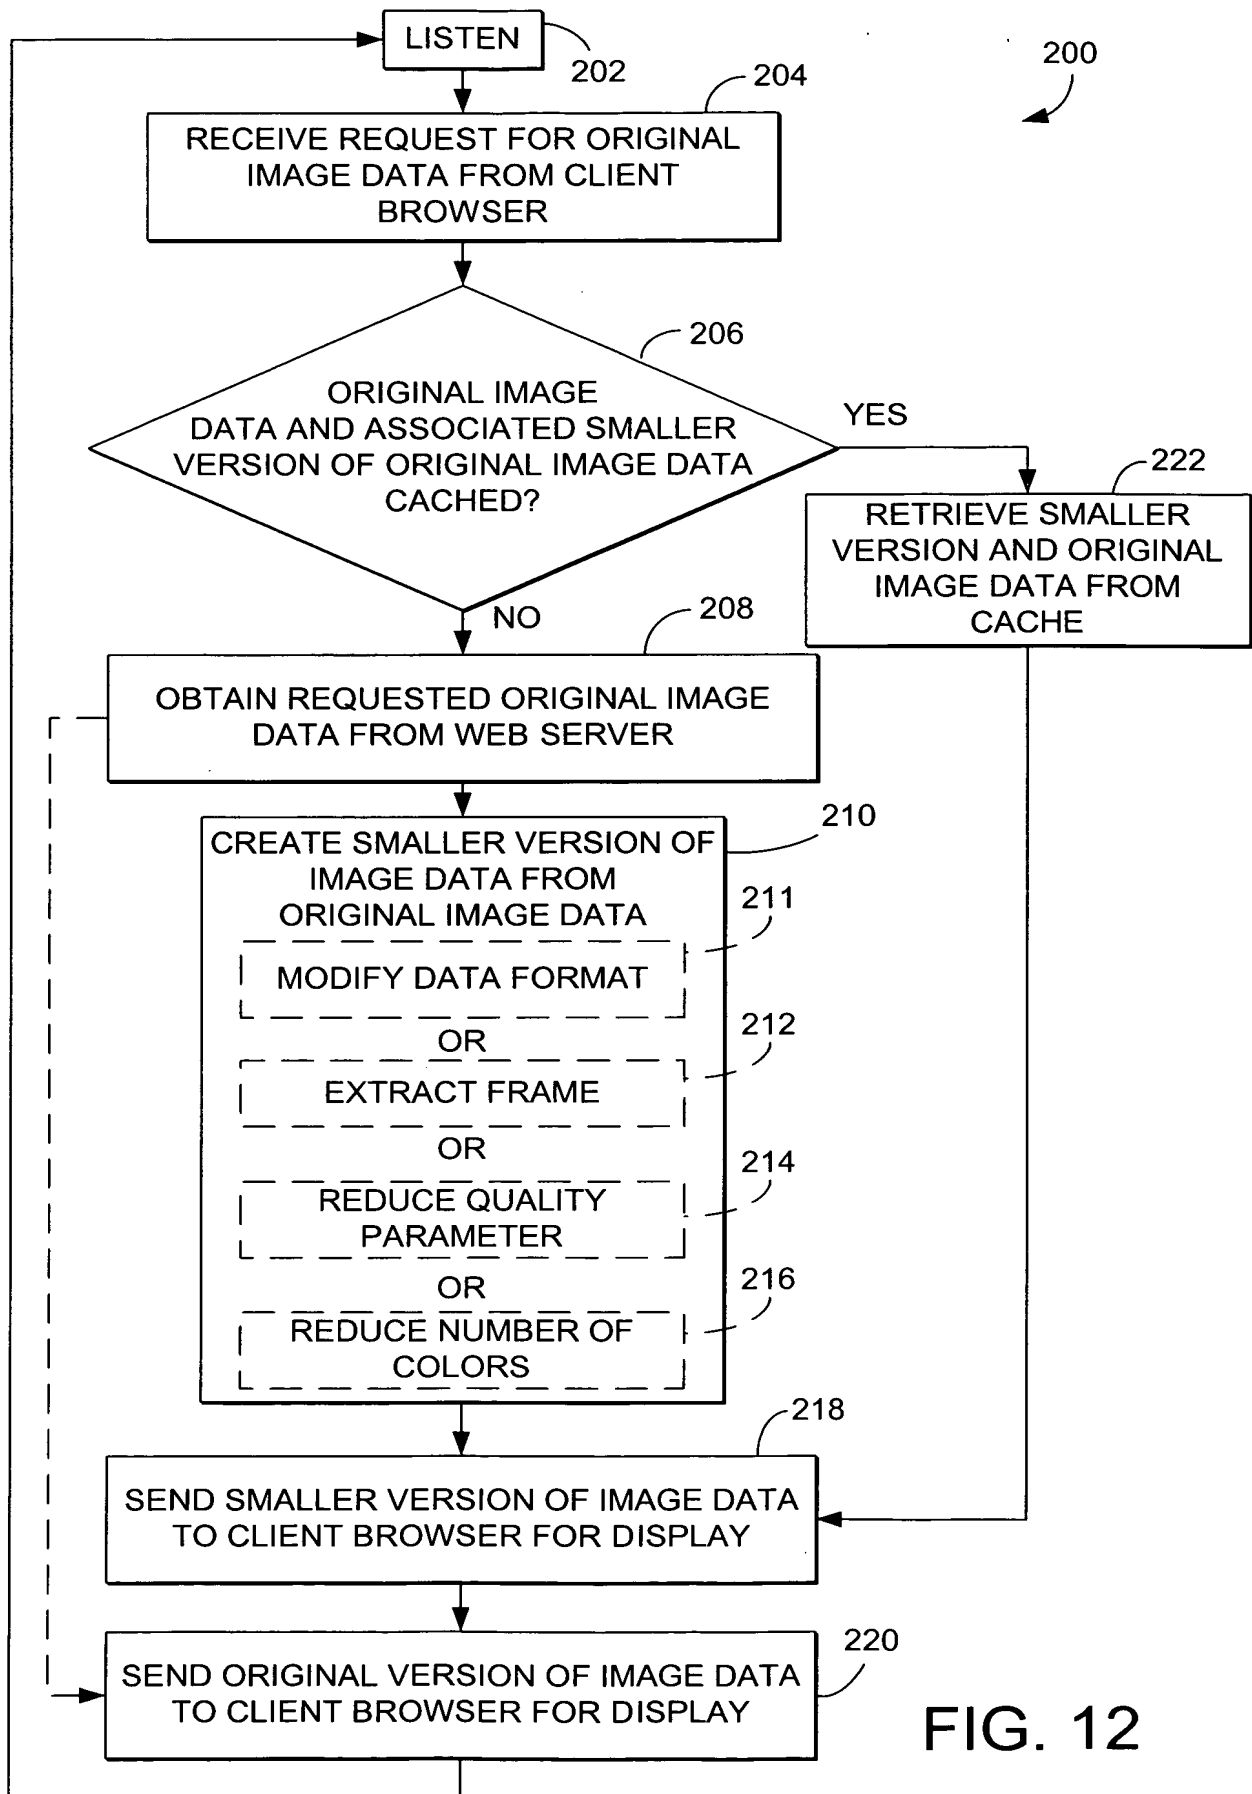 LISTEN
202
200
204
RECEIVE REQUEST FOR ORIGINAL
IMAGE DATA FROM CLIENT
BROWSER
206
ORIGINAL IMAGE
DATA AND ASSOCIATED SMALLER
VERSION OF ORIGINAL IMAGE DATA
CACHED?
YES
222
RETRIEVE SMALLER
VERSION AND ORIGINAL
IMAGE DATA FROM
CACHE
NO
208
OBTAIN REQUESTED ORIGINAL IMAGE
DATA FROM WEB SERVER
210
CREATE SMALLER VERSION OF
IMAGE DATA FROM
ORIGINAL IMAGE DATA
211
MODIFY DATA FORMAT
OR
212
EXTRACT FRAME
OR
214
REDUCE QUALITY
PARAMETER
OR
216
REDUCE NUMBER OF
COLORS
218
SEND SMALLER VERSION OF IMAGE DATA
TO CLIENT BROWSER FOR DISPLAY
220
SEND ORIGINAL VERSION OF IMAGE DATA
TO CLIENT BROWSER FOR DISPLAY
FIG. 12